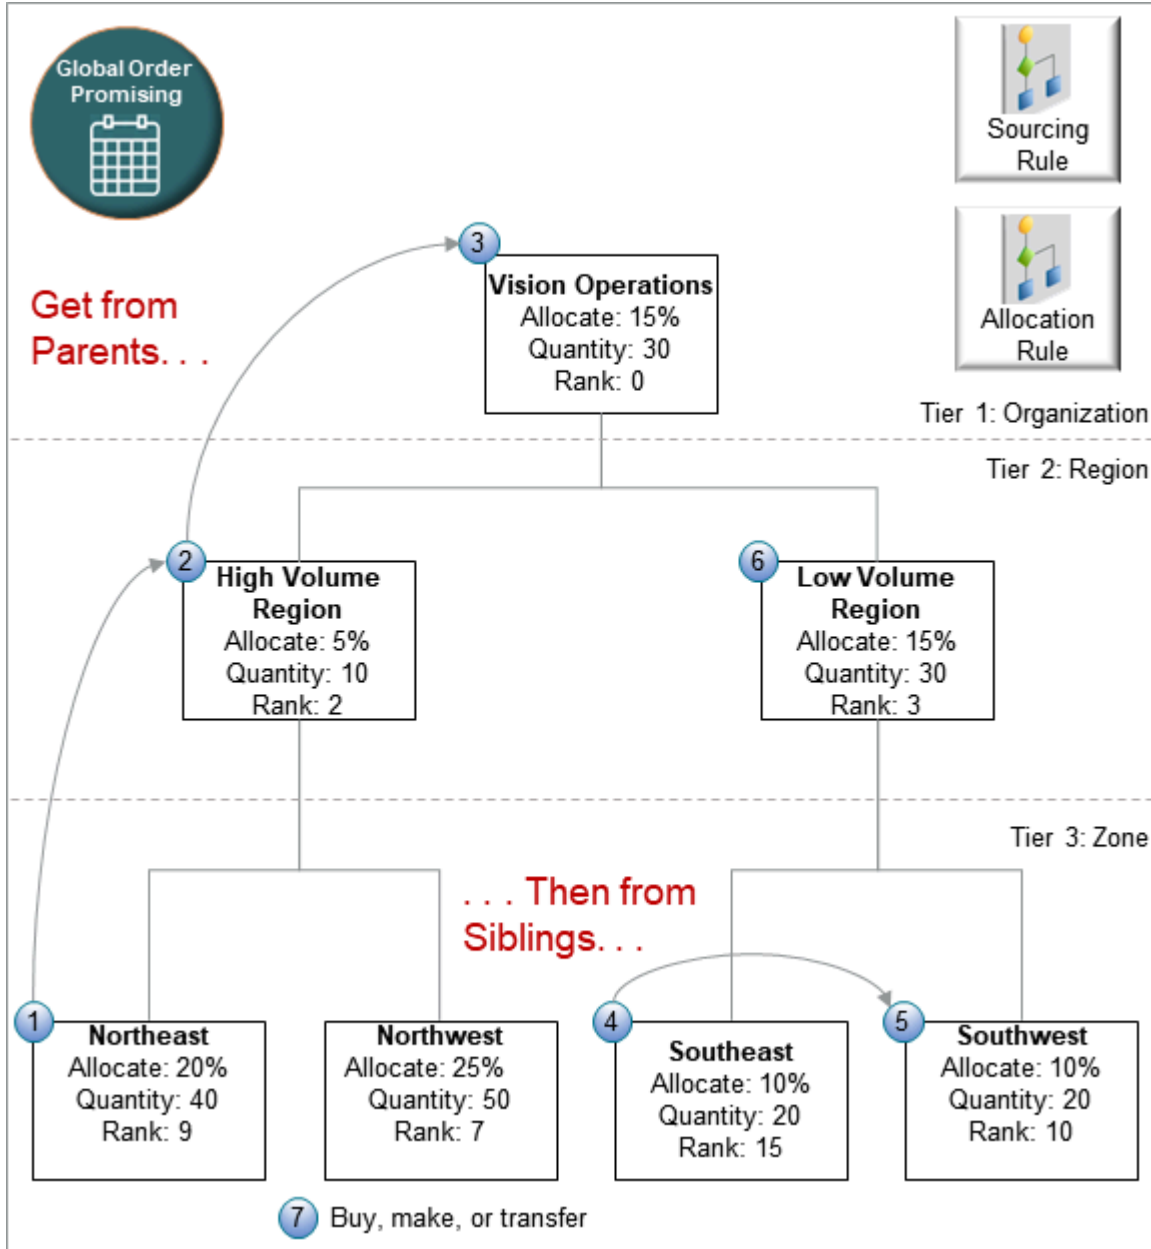 Global Order
Promising
Sourcing
Rule
Allocation
Rule
3
Vision Operations
Allocate: 15%
Quantity: 30
Rank: 0
Get from
Parents. . .
Tier 1: Organization
Tier 2: Region
2
High Volume
Region
Allocate: 5%
Quantity: 10
Rank: 2
6
Low Volume
Region
Allocate: 15%
Quantity: 30
Rank: 3
Tier 3: Zone
. . . Then from
Siblings. . .
1
Northeast
Allocate: 20%
Quantity: 40
Rank: 9
Northwest
Allocate: 25%
Quantity: 50
Rank: 7
4
Southeast
Allocate: 10%
Quantity: 20
Rank: 15
5
Southwest
Allocate: 10%
Quantity: 20
Rank: 10
7 Buy, make, or transfer